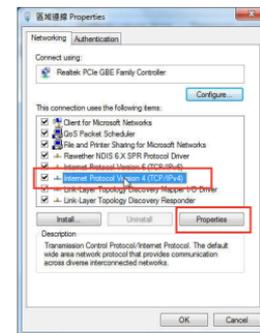 區域連線 Properties
Networking
Authentication
Connect using:
Realtek PCIe GBE Family Controller
Configure...
This connection uses the following items:
Client for Microsoft Networks
QoS Packet Scheduler
File and Printer Sharing for Microsoft Networks
Rawether NDIS 6.X SPR Protocol Driver
Internet Protocol Version 6 (TCP/IPv6)
Internet Protocol Version 4 (TCP/IPv4)
Link-Layer Topology Discovery Mapper I/O Driver
Link-Layer Topology Discovery Responder
Install...
Uninstall
Properties
Description
Transmission Control Protocol/Internet Protocol. The default
wide area network protocol that provides communication
across diverse interconnected networks.
OK
Cancel